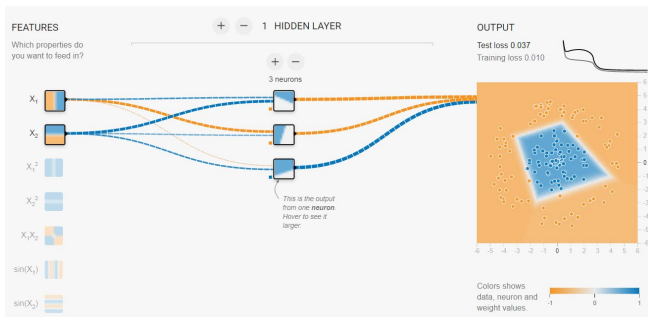 FEATURES
Which properties do
you want to feed in?
X₁
X₂
X₁²
X₂²
X₁X₂
sin(X₁)
sin(X₂)
+ − 1 HIDDEN LAYER
+ −
3 neurons
This is the output
from one neuron.
Hover to see it
larger.
OUTPUT
Test loss 0.037
Training loss 0.010
6
5
4
3
2
1
0
-1
-2
-3
-4
-5
-6
-6 -5 -4 -3 -2 -1 0 1 2 3 4 5 6
Colors shows
data, neuron and
weight values.
-1 0 1